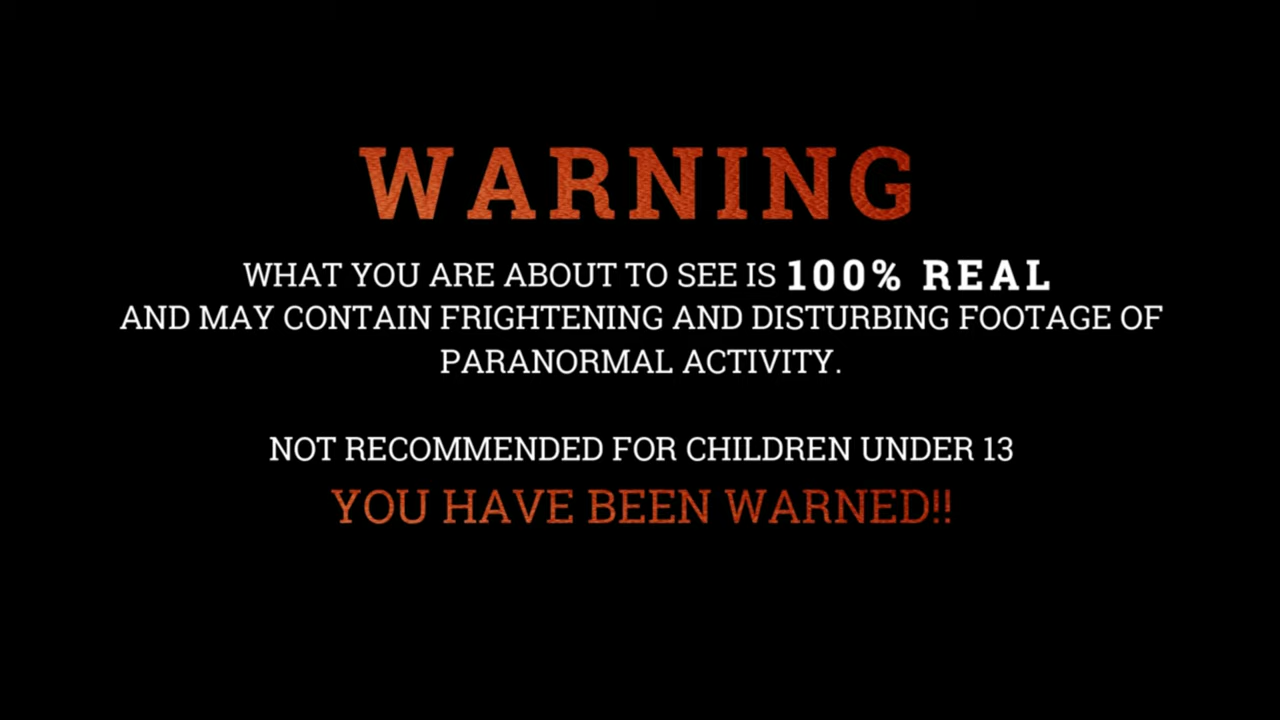 WARNING
WHAT YOU ARE ABOUT TO SEE IS 100% REAL
AND MAY CONTAIN FRIGHTENING AND DISTURBING FOOTAGE OF
PARANORMAL ACTIVITY.
NOT RECOMMENDED FOR CHILDREN UNDER 13
YOU HAVE BEEN WARNED!!